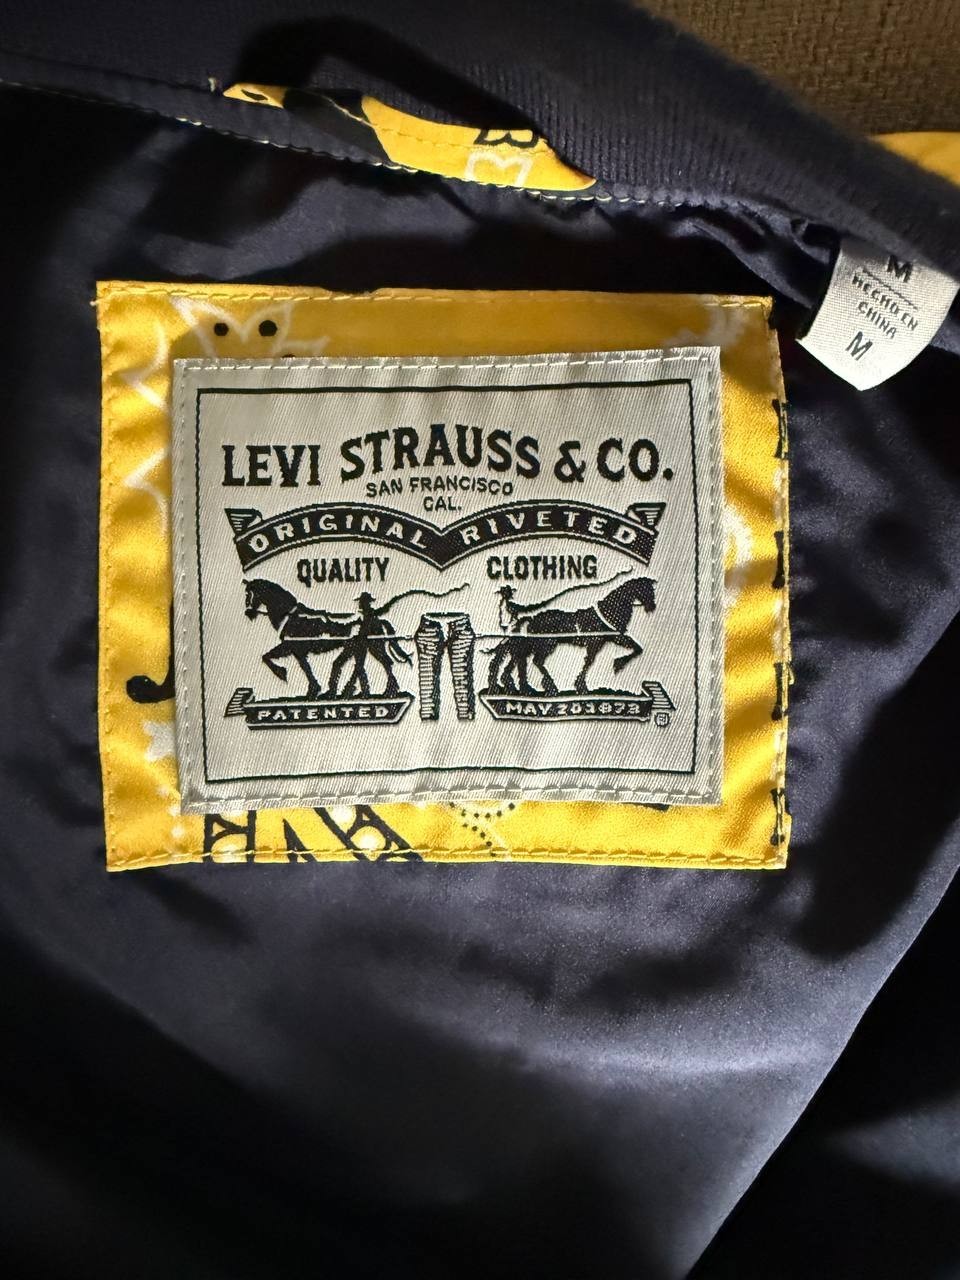 LEVI STRAUSS & CO.
SAN FRANCISCO
CAL.
ORIGINAL RIVETED
QUALITY CLOTHING
PATENTED MAY 20 1873
®
M
HECHO EN
CHINA
M